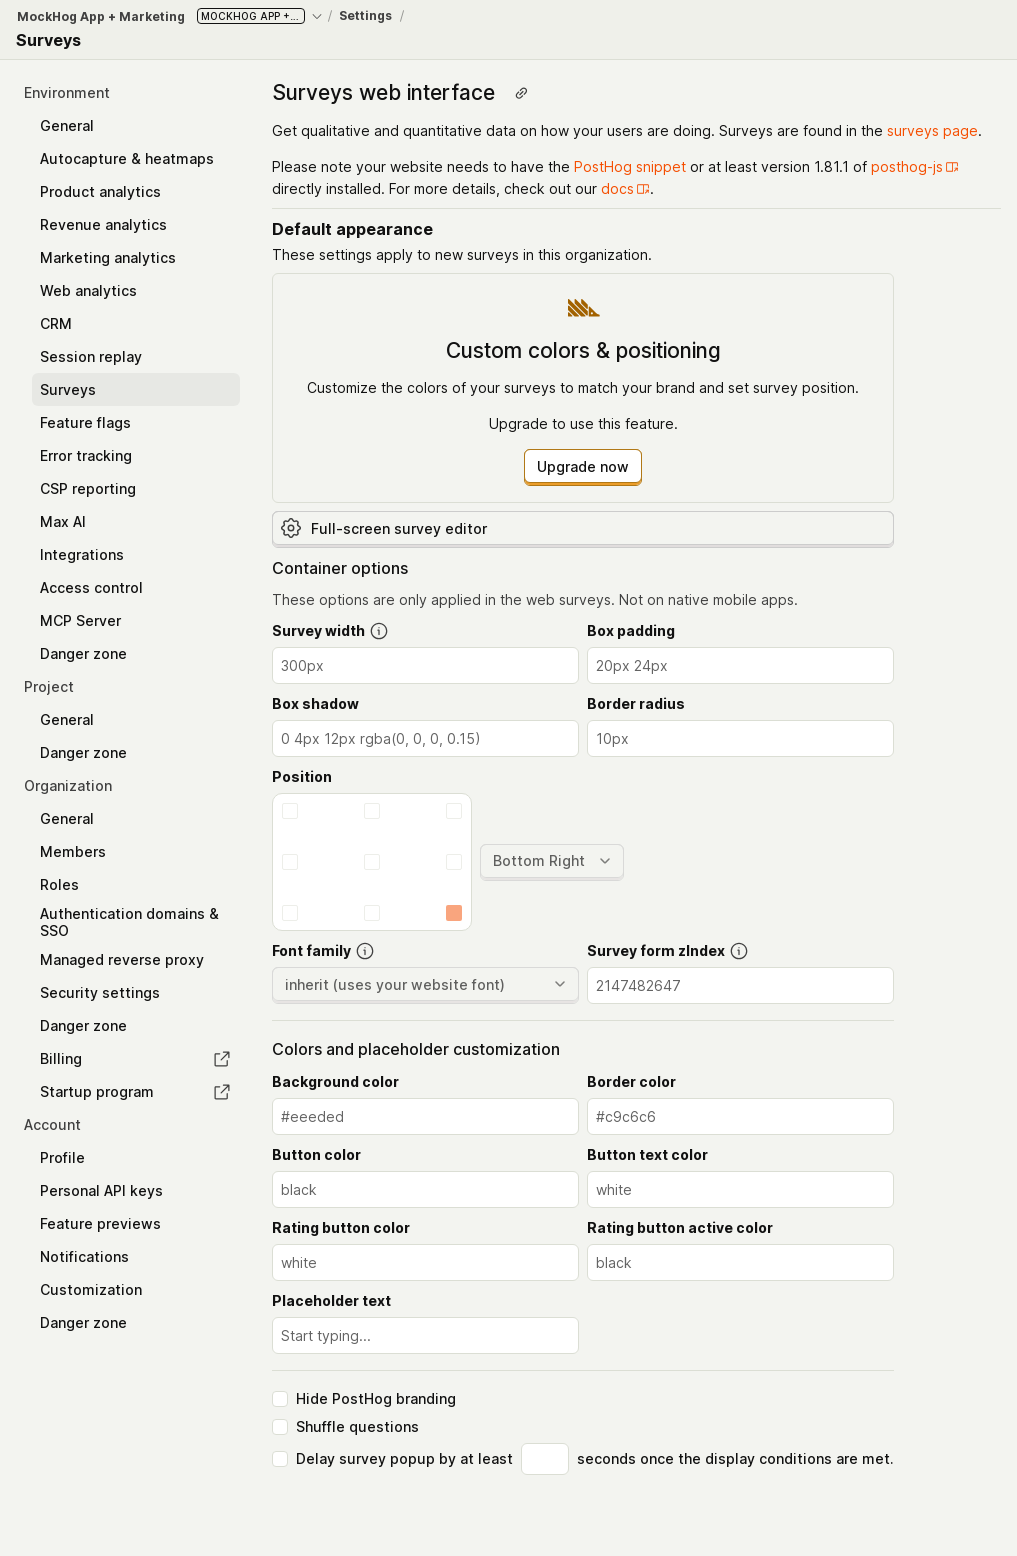 MockHog App + Marketing MOCKHOG APP +... / Settings /
Surveys
Environment
General
Autocapture & heatmaps
Product analytics
Revenue analytics
Marketing analytics
Web analytics
CRM
Session replay
Surveys
Feature flags
Error tracking
CSP reporting
Max AI
Integrations
Access control
MCP Server
Danger zone
Project
General
Danger zone
Organization
General
Members
Roles
Authentication domains &
SSO
Managed reverse proxy
Security settings
Danger zone
Billing
Startup program
Account
Profile
Personal API keys
Feature previews
Notifications
Customization
Danger zone
Surveys web interface
Get qualitative and quantitative data on how your users are doing. Surveys are found in the surveys page.
Please note your website needs to have the PostHog snippet or at least version 1.81.1 of posthog-js
directly installed. For more details, check out our docs.
Default appearance
These settings apply to new surveys in this organization.
Custom colors & positioning
Customize the colors of your surveys to match your brand and set survey position.
Upgrade to use this feature.
Upgrade now
Full-screen survey editor
Container options
These options are only applied in the web surveys. Not on native mobile apps.
Survey width Box padding
300px 20px 24px
Box shadow Border radius
0 4px 12px rgba(0, 0, 0, 0.15) 10px
Position
Bottom Right
Font family Survey form zIndex
inherit (uses your website font) 2147482647
Colors and placeholder customization
Background color Border color
#eeeded #c9c6c6
Button color Button text color
black white
Rating button color Rating button active color
white black
Placeholder text
Start typing...
Hide PostHog branding
Shuffle questions
Delay survey popup by at least seconds once the display conditions are met.